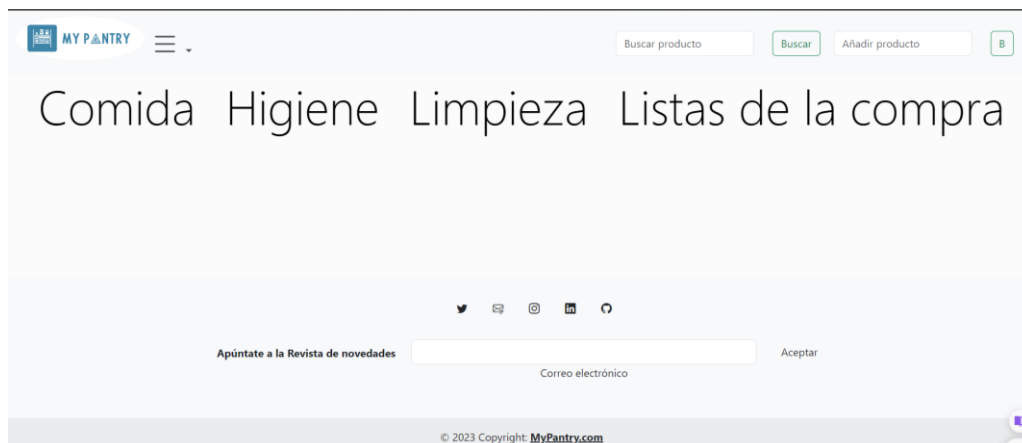 MY PANTRY
Buscar producto
Buscar
Añadir producto
B
Comida Higiene Limpieza Listas de la compra
Apúntate a la Revista de novedades
Aceptar
Correo electrónico
© 2023 Copyright: MyPantry.com